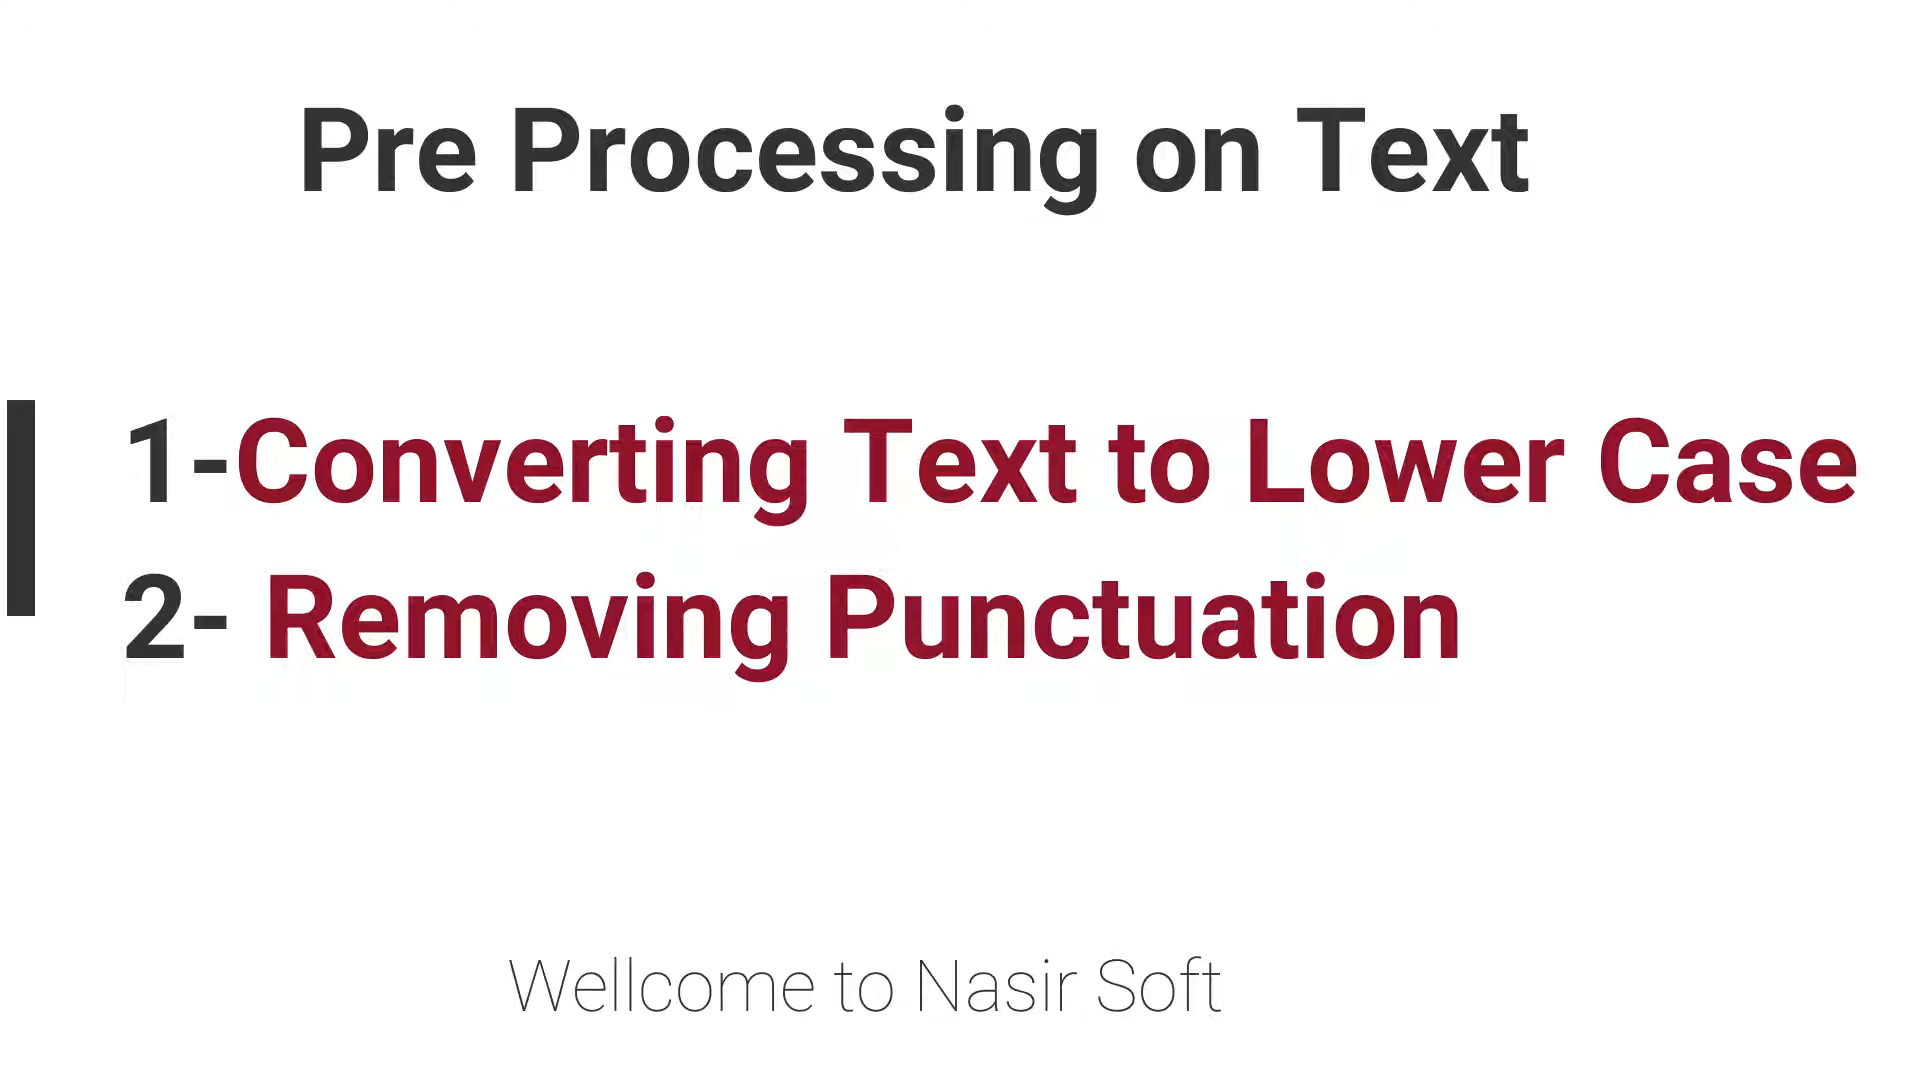 Pre Processing on Text
1-Converting Text to Lower Case
2- Removing Punctuation
Wellcome to Nasir Soft